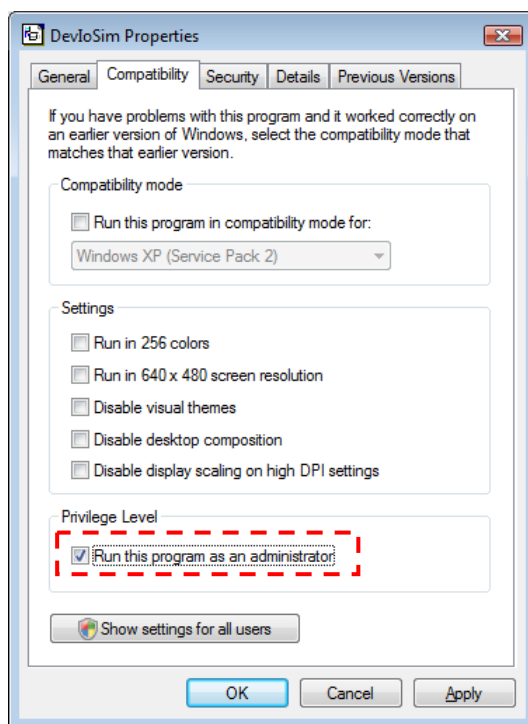 DevIoSim Properties
General Compatibility Security Details Previous Versions
If you have problems with this program and it worked correctly on
an earlier version of Windows, select the compatibility mode that
matches that earlier version.
Compatibility mode
Run this program in compatibility mode for:
Windows XP (Service Pack 2)
Settings
Run in 256 colors
Run in 640 x 480 screen resolution
Disable visual themes
Disable desktop composition
Disable display scaling on high DPI settings
Privilege Level
Run this program as an administrator
Show settings for all users
OK Cancel Apply